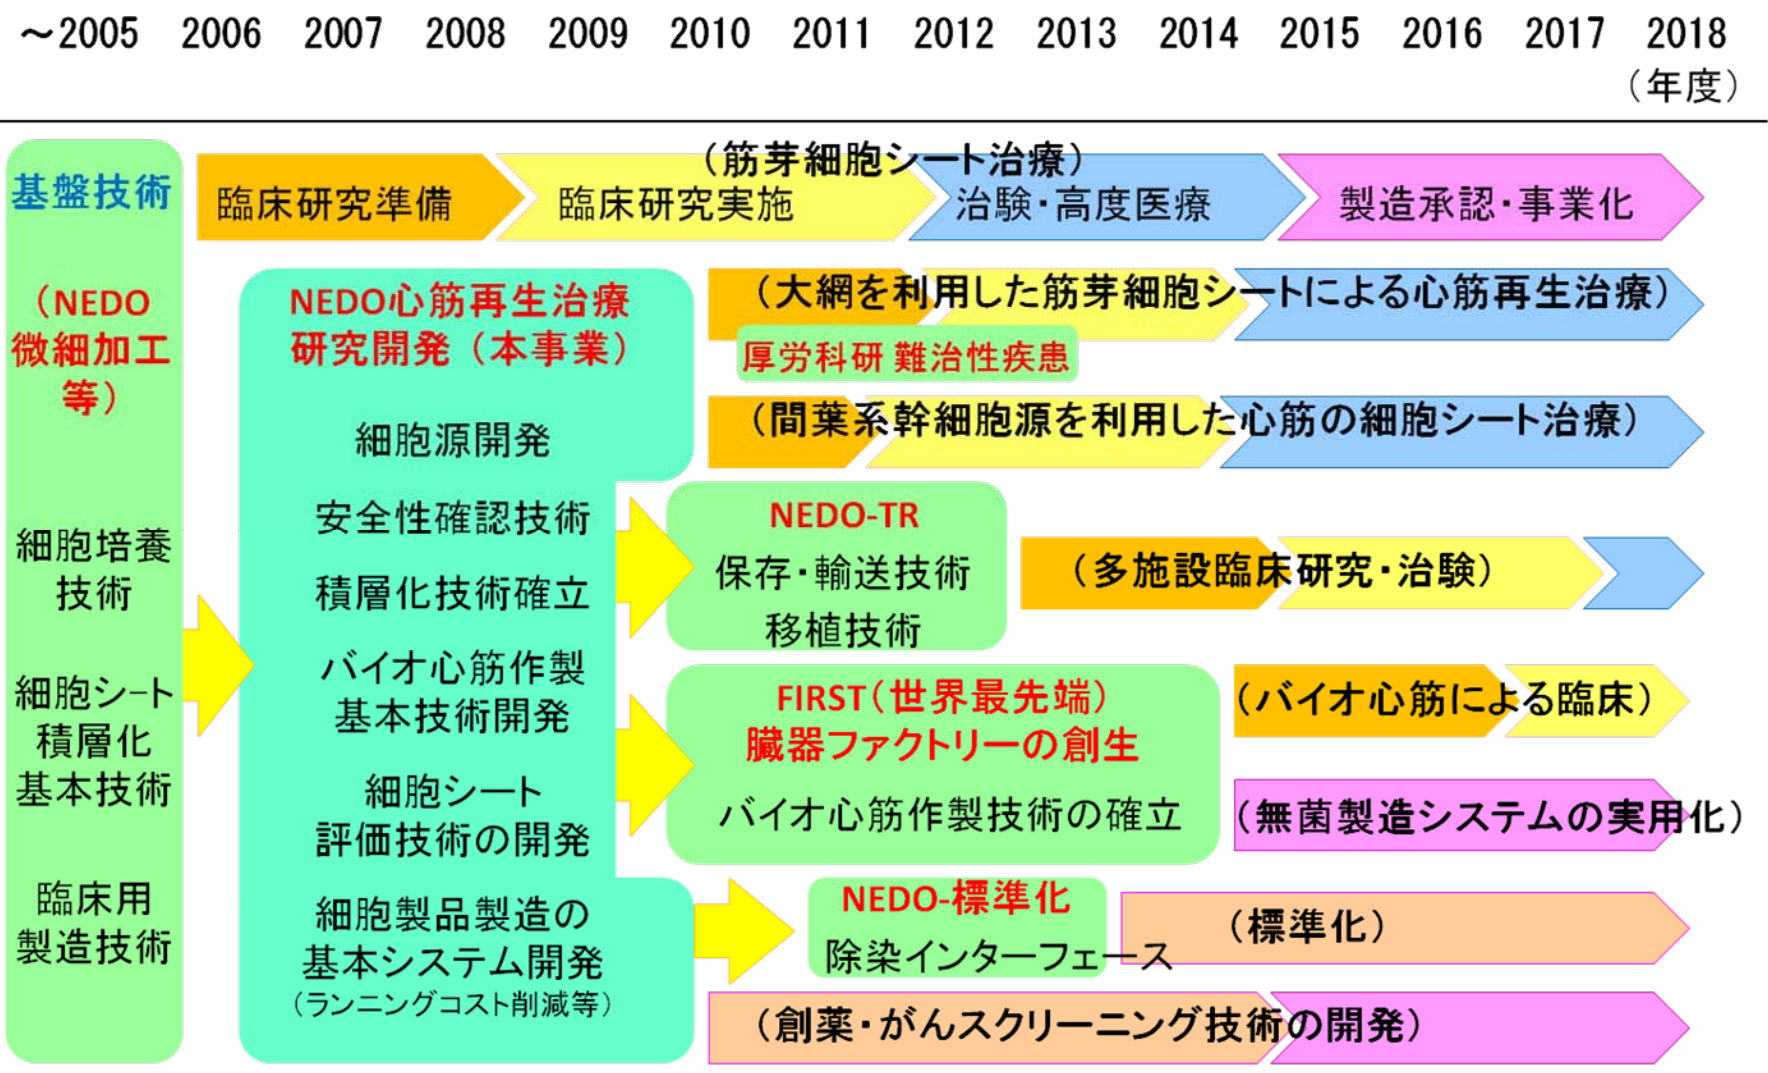 ～2005 2006 2007 2008 2009 2010 2011 2012 2013 2014 2015 2016 2017 2018
（年度）
基盤技術
（NEDO
微細加工
等）
細胞培養
技術
細胞シート
積層化
基本技術
臨床用
製造技術
（筋芽細胞シート治療）
臨床研究準備
臨床研究実施
治験・高度医療
製造承認・事業化
NEDO心筋再生治療
研究開発（本事業）
細胞源開発
安全性確認技術
積層化技術確立
バイオ心筋作製
基本技術開発
細胞シート
評価技術の開発
細胞製品製造の
基本システム開発
（ランニングコスト削減等）
（大網を利用した筋芽細胞シートによる心筋再生治療）
厚労科研 難治性疾患
（間葉系幹細胞源を利用した心筋の細胞シート治療）
NEDO-TR
保存・輸送技術
移植技術
（多施設臨床研究・治験）
FIRST（世界最先端）
臓器ファクトリーの創生
バイオ心筋作製技術の確立
（バイオ心筋による臨床）
（無菌製造システムの実用化）
NEDO-標準化
除染インターフェース
（標準化）
（創薬・がんスクリーニング技術の開発）